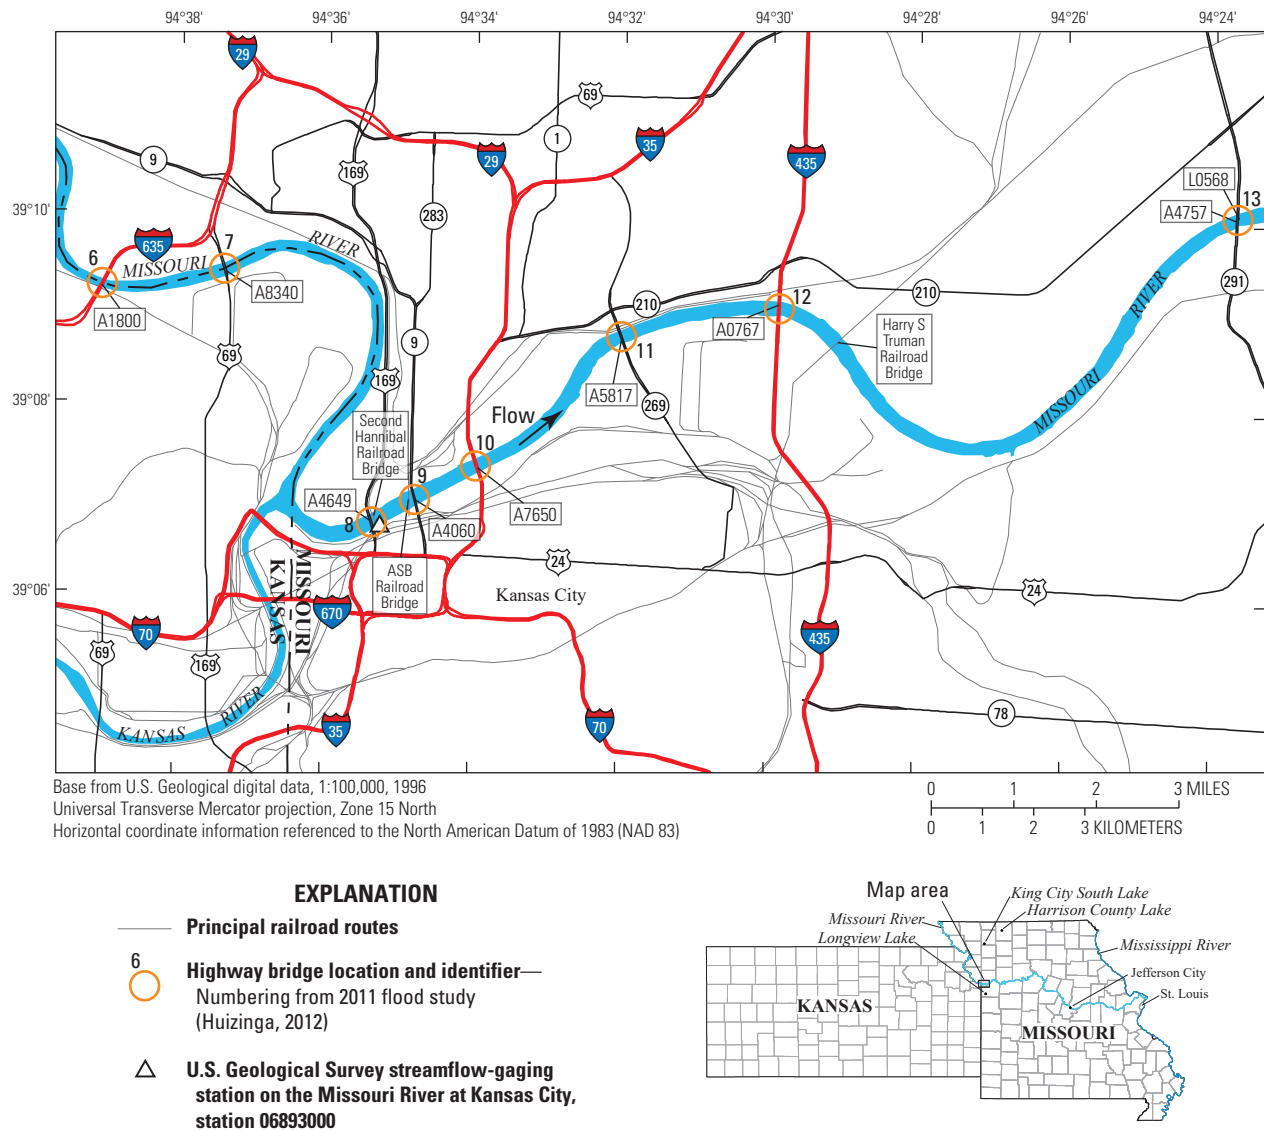 94°38' 94°36' 94°34' 94°32' 94°30' 94°28' 94°26' 94°24'
29
69
9
1
35
29
435
169
L0568
283
A4757
13
39°10'
RIVER
7
635
6
MISSOURI
A8340
291
210
210
12
RIVER
A1800
A0767
Harry S
Truman
Railroad
Bridge
9
11
69
169
A5817
MISSOURI
39°08'
269
Second
Hannibal
Railroad
Bridge
Flow
10
9
A4649
A7650
8
A4060
MISSOURI
KANSAS
24
ASB
Railroad
Bridge
39°06'
24
Kansas City
670
70
435
69
169
RIVER
KANSAS
35
70
78
Base from U.S. Geological digital data, 1:100,000, 1996
Universal Transverse Mercator projection, Zone 15 North
Horizontal coordinate information referenced to the North American Datum of 1983 (NAD 83)
0 1 2 3 MILES
0 1 2 3 KILOMETERS
EXPLANATION
Principal railroad routes
6
Highway bridge location and identifier—
Numbering from 2011 flood study
(Huizinga, 2012)
U.S. Geological Survey streamflow-gaging
station on the Missouri River at Kansas City,
station 06893000
Map area
King City South Lake
Harrison County Lake
Missouri River
Longview Lake
Mississippi River
Jefferson City
St. Louis
KANSAS
MISSOURI